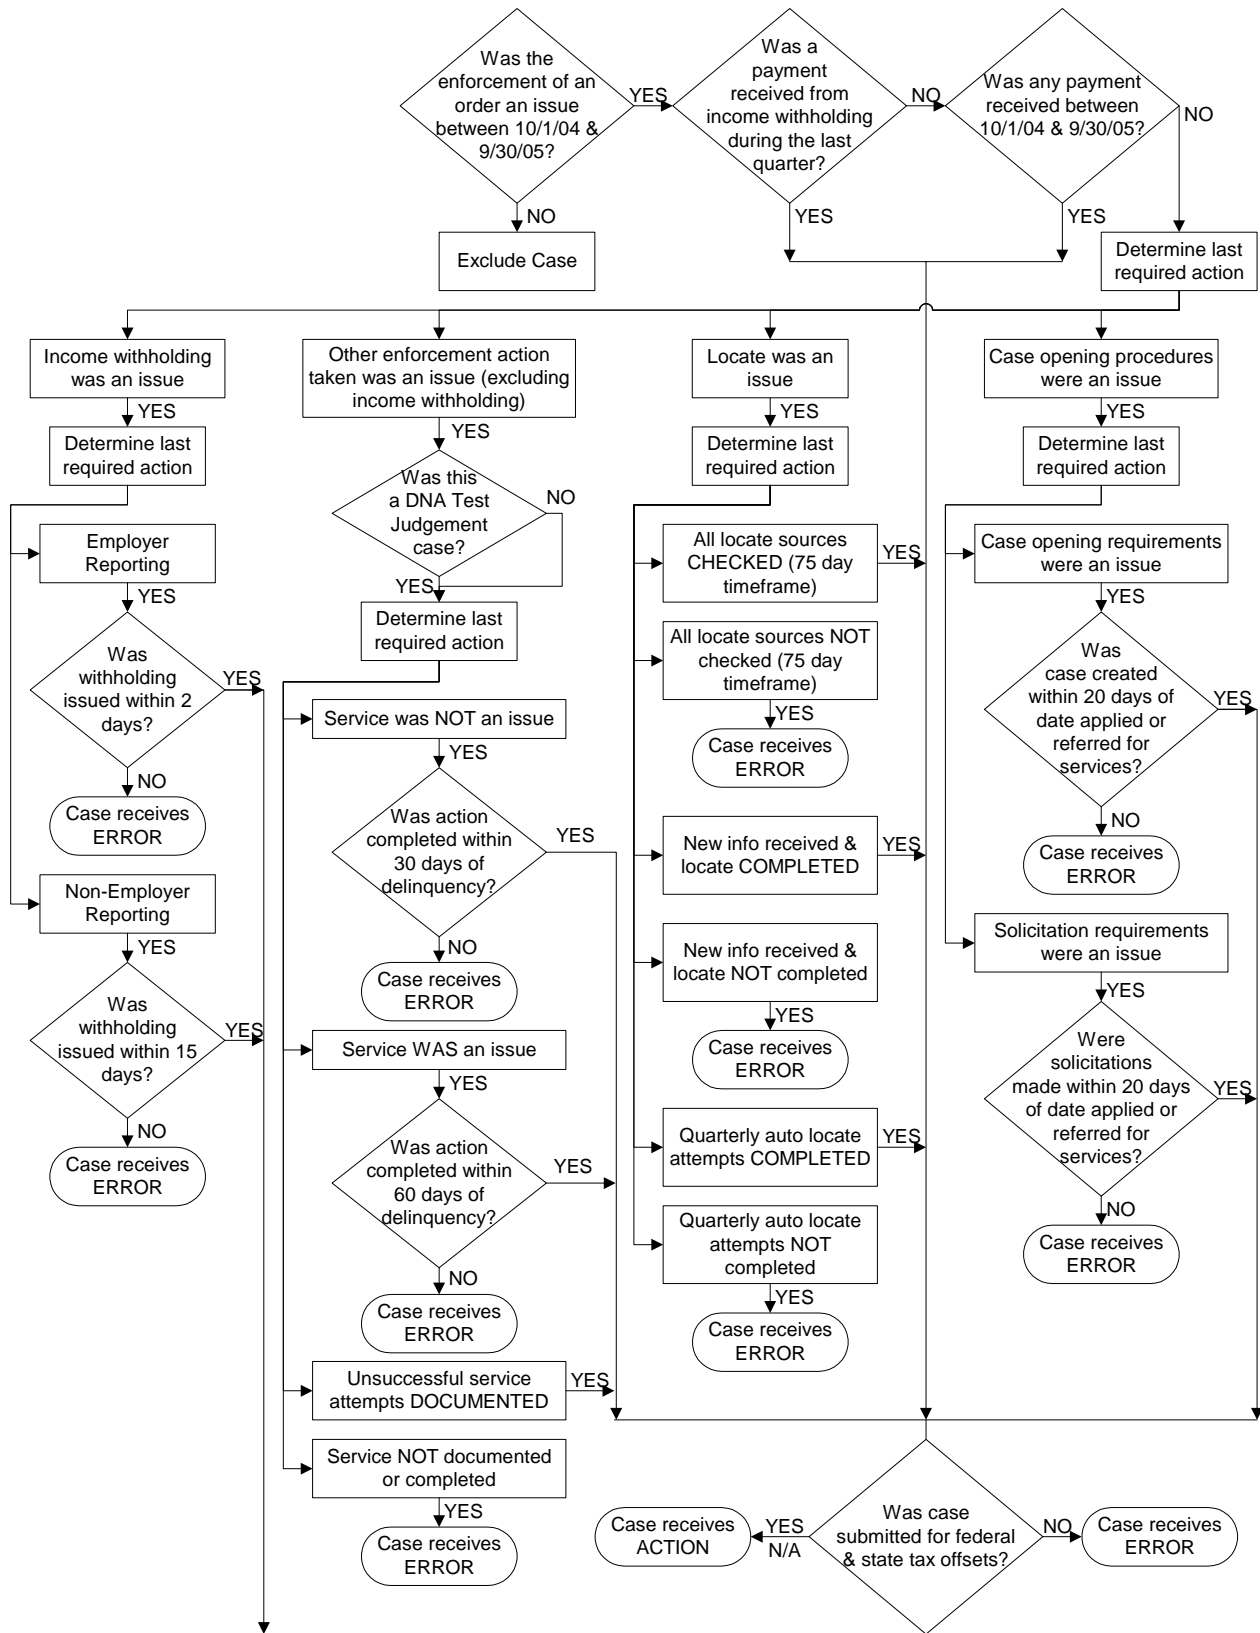 Was the
enforcement of an
order an issue
between 10/1/04 &
9/30/05?
YES
NO
Exclude Case
Was a
payment
received from
income withholding
during the last
quarter?
NO
YES
Was any payment
received between
10/1/04 & 9/30/05?
NO
YES
Determine last
required action
Income withholding
was an issue
YES
Determine last
required action
Employer
Reporting
YES
Was
withholding
issued within 2
days?
YES
NO
Case receives
ERROR
Non-Employer
Reporting
YES
Was
withholding
issued within 15
days?
YES
NO
Case receives
ERROR
Other enforcement action
taken was an issue (excluding
income withholding)
YES
Was this
a DNA Test
Judgement
case?
NO
YES
Determine last
required action
Service was NOT an issue
YES
Was action
completed within
30 days of
delinquency?
YES
NO
Case receives
ERROR
Service WAS an issue
YES
Was action
completed within
60 days of
delinquency?
YES
NO
Case receives
ERROR
Unsuccessful service
attempts DOCUMENTED
YES
Service NOT documented
or completed
YES
Case receives
ERROR
Locate was an
issue
YES
Determine last
required action
All locate sources
CHECKED (75 day
timeframe)
YES
All locate sources NOT
checked (75 day
timeframe)
YES
Case receives
ERROR
New info received &
locate COMPLETED
YES
New info received &
locate NOT completed
YES
Case receives
ERROR
Quarterly auto locate
attempts COMPLETED
YES
Quarterly auto locate
attempts NOT
completed
YES
Case receives
ERROR
Case opening procedures
were an issue
YES
Determine last
required action
Case opening requirements
were an issue
YES
Was
case created
within 20 days of
date applied or
referred for
services?
YES
NO
Case receives
ERROR
Solicitation requirements
were an issue
YES
Were
solicitations
made within 20 days
of date applied or
referred for
services?
YES
NO
Case receives
ERROR
Was case
submitted for federal
& state tax offsets?
YES
N/A
Case receives
ACTION
NO
Case receives
ERROR